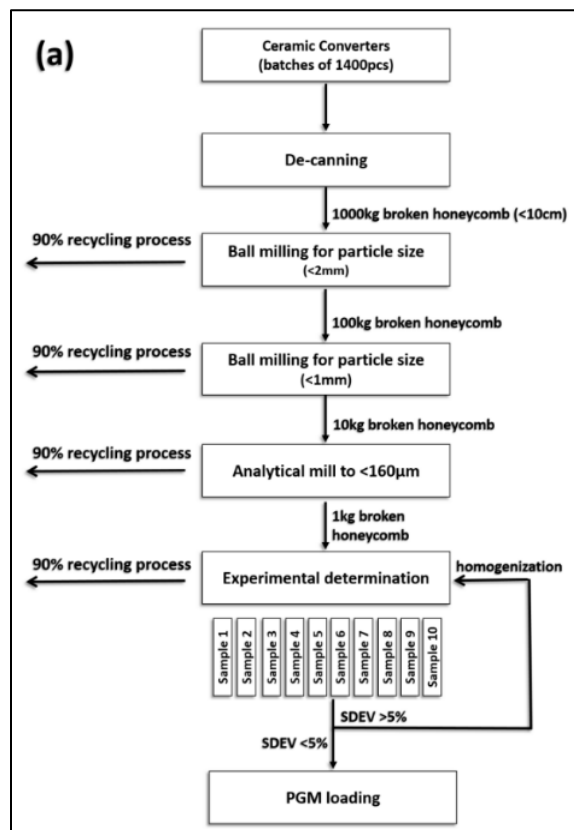 (a)
Ceramic Converters
(batches of 1400pcs)
De-canning
1000kg broken honeycomb (<10cm)
90% recycling process
Ball milling for particle size
(<2mm)
100kg broken honeycomb
90% recycling process
Ball milling for particle size
(<1mm)
10kg broken honeycomb
90% recycling process
Analytical mill to <160µm
1kg broken
honeycomb
90% recycling process
Experimental determination
homogenization
Sample 1
Sample 2
Sample 3
Sample 4
Sample 5
Sample 6
Sample 7
Sample 8
Sample 9
Sample 10
SDEV >5%
SDEV <5%
PGM loading